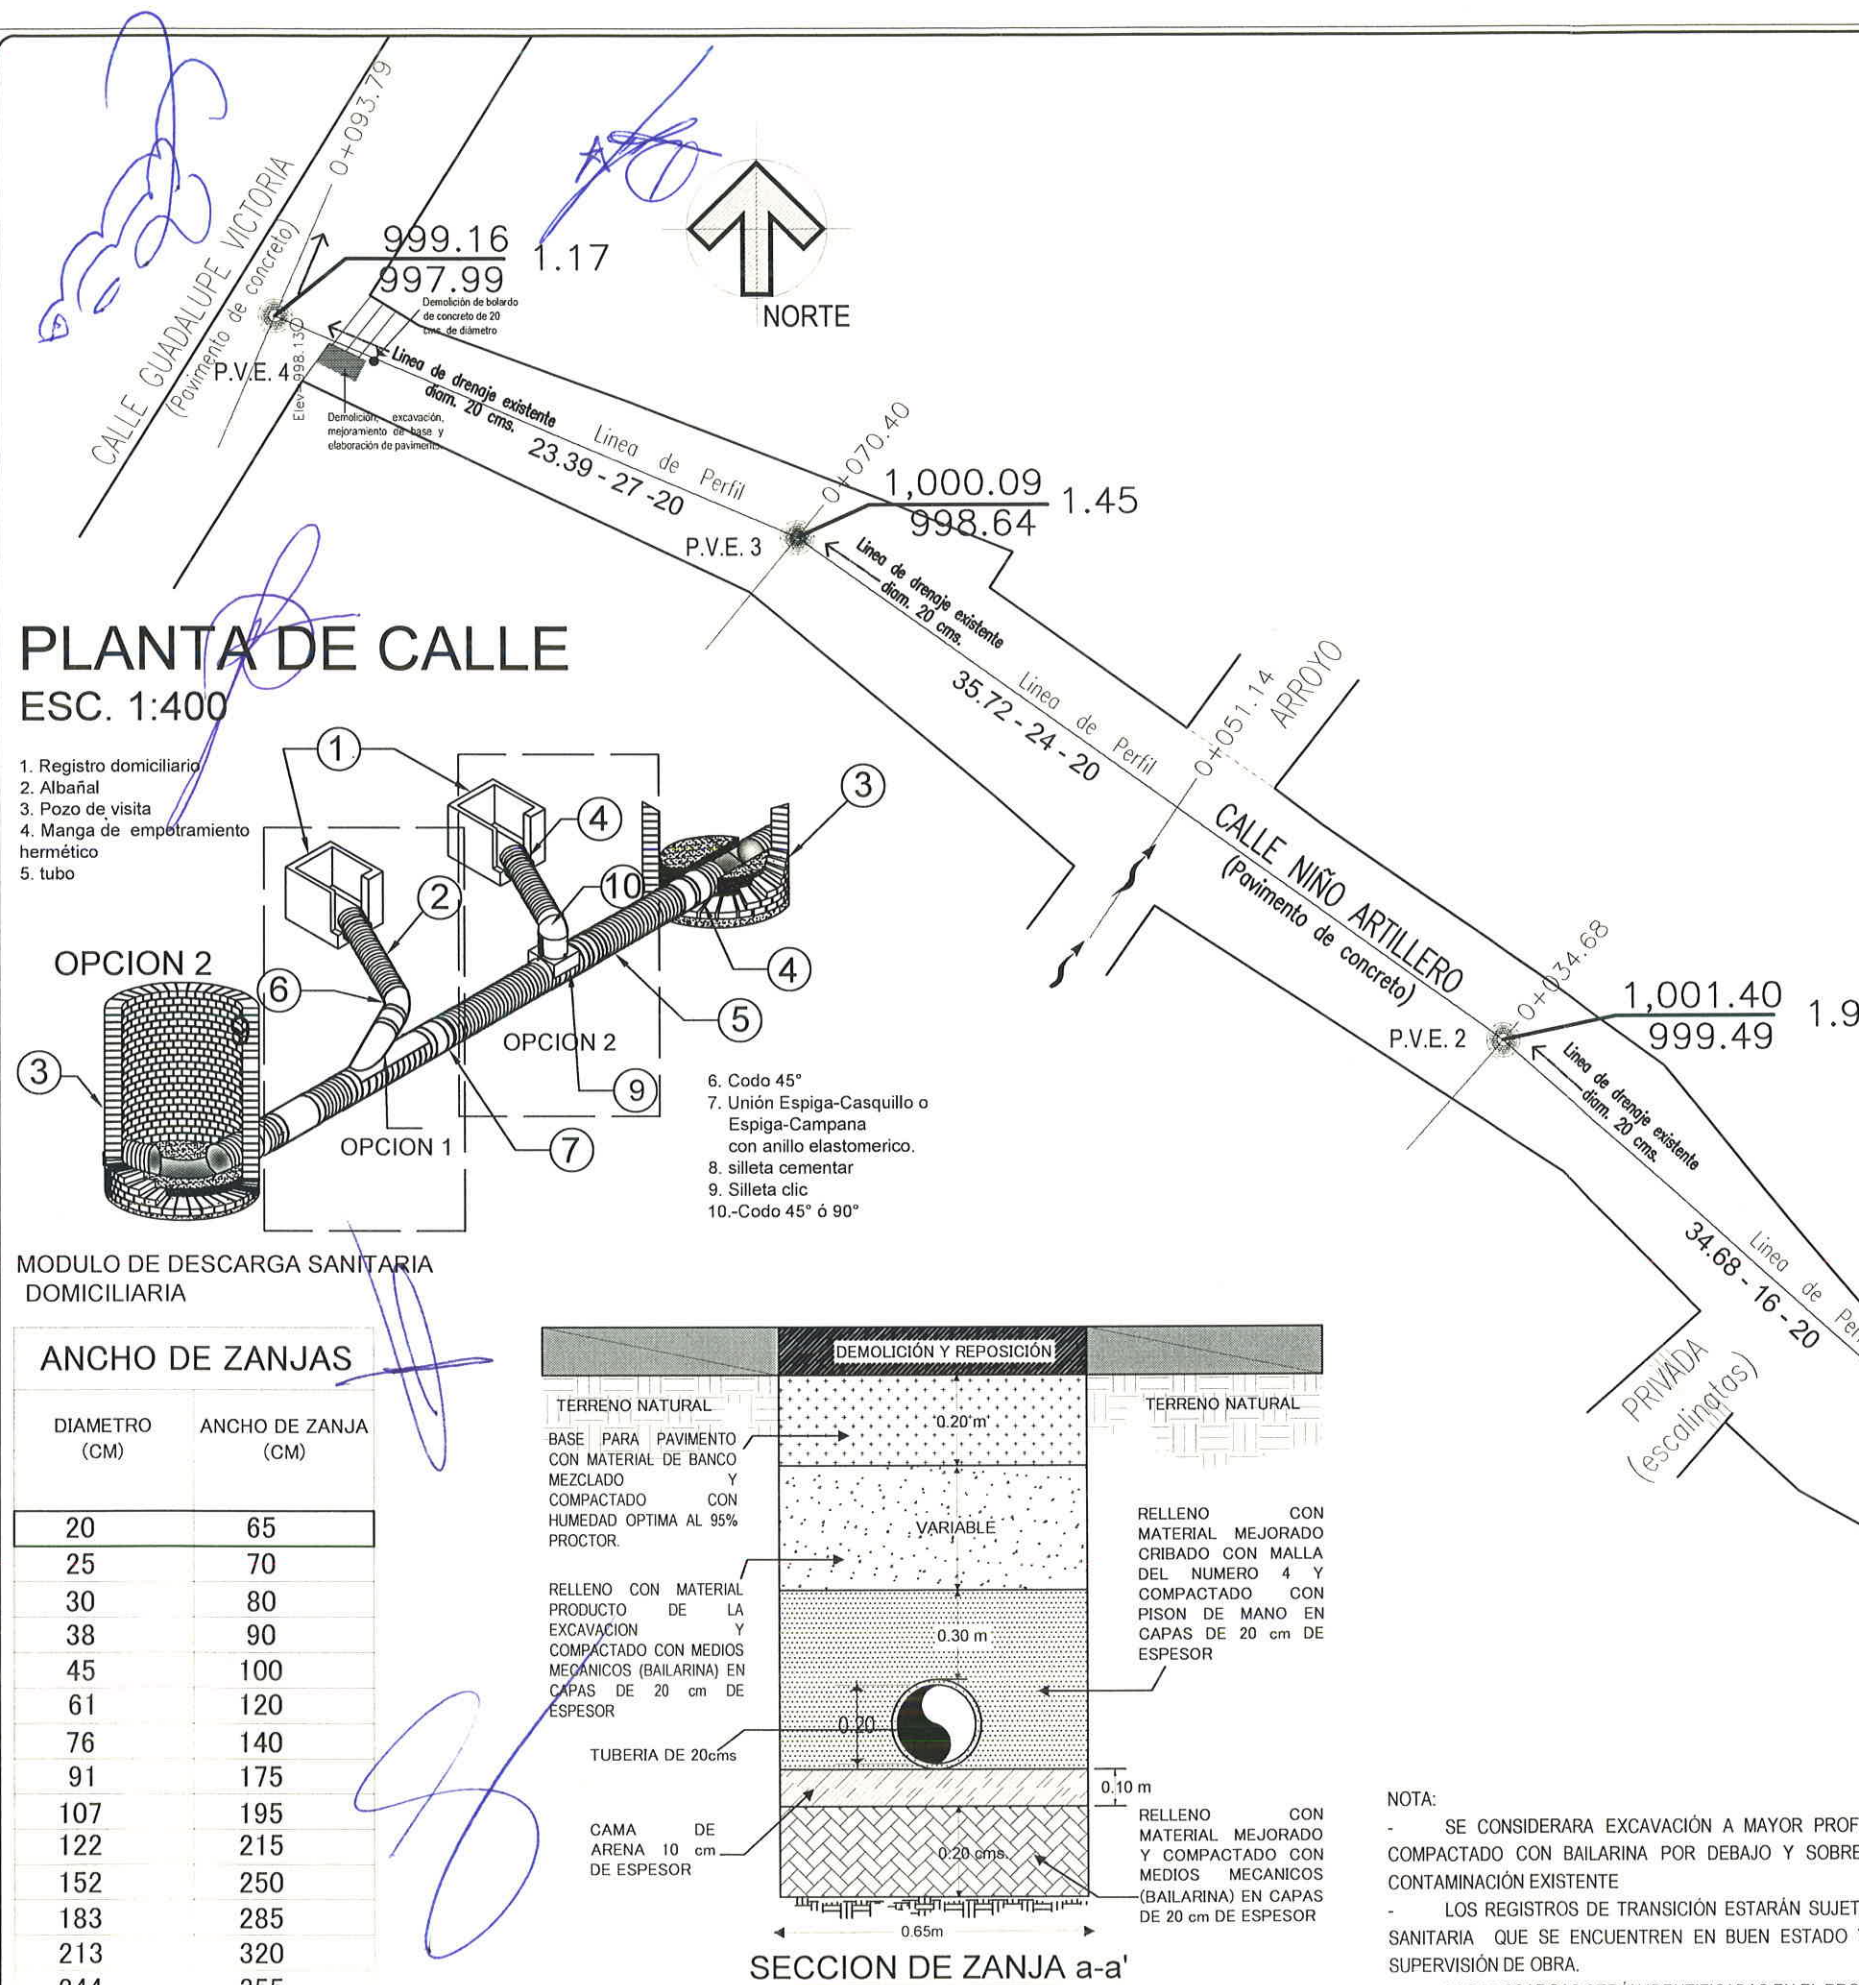 CALLE GUADALUPE VICTORIA
(Pavimento de concreto)
0+093.79
999.16
997.99
1.17
NORTE
P.V.E. 4
Elev=998.130
Demolición de bolardo
de concreto de 20
cms. de diámetro
Demolición, excavación,
mejoramiento de base y
elaboración de pavimento.
Linea de drenaje existente
diam. 20 cms.
Linea de Perfil
23.39 - 27 -20
0+070.40
1,000.09
998.64
1.45
P.V.E. 3
Linea de drenaje existente
diam. 20 cms.
Linea de Perfil
35.72 - 24 - 20
0+051.14
ARROYO
CALLE NIÑO ARTILLERO
(Pavimento de concreto)
0+034.68
1,001.40
999.49
1.9
P.V.E. 2
Linea de drenaje existente
diam. 20 cms.
Linea de Per
34.68 - 16 - 20
PRIVADA
(escalinatas)
PLANTA DE CALLE
ESC. 1:400
1. Registro domiciliario
2. Albañal
3. Pozo de visita
4. Manga de empotramiento
hermético
5. tubo
1
3
4
10
2
OPCION 2
6
4
5
OPCION 2
3
9
OPCION 1
7
6. Codo 45°
7. Unión Espiga-Casquillo o
Espiga-Campana
con anillo elastomerico.
8. silleta cementar
9. Silleta clic
10.-Codo 45° ó 90°
MODULO DE DESCARGA SANITARIA
DOMICILIARIA
ANCHO DE ZANJAS
DIAMETRO ANCHO DE ZANJA
(CM) (CM)
20 65
25 70
30 80
38 90
45 100
61 120
76 140
91 175
107 195
122 215
152 250
183 285
213 320
244 355
DEMOLICIÓN Y REPOSICIÓN
TERRENO NATURAL
TERRENO NATURAL
BASE PARA PAVIMENTO
CON MATERIAL DE BANCO
MEZCLADO Y
COMPACTADO CON
HUMEDAD OPTIMA AL 95%
PROCTOR.
RELLENO CON MATERIAL
PRODUCTO DE LA
EXCAVACION Y
COMPACTADO CON MEDIOS
MECANICOS (BAILARINA) EN
CAPAS DE 20 cm DE
ESPESOR
TUBERIA DE 20cms
CAMA DE
ARENA 10 cm
DE ESPESOR
0.20 m
VARIABLE
0.30 m
0.20
0.10 m
0.20 cms.
0.65m
RELLENO CON
MATERIAL MEJORADO
CRIBADO CON MALLA
DEL NUMERO 4 Y
COMPACTADO CON
PISON DE MANO EN
CAPAS DE 20 cm DE
ESPESOR
RELLENO CON
MATERIAL MEJORADO
Y COMPACTADO CON
MEDIOS MECANICOS
(BAILARINA) EN CAPAS
DE 20 cm DE ESPESOR
SECCION DE ZANJA a-a'
NOTA:
- SE CONSIDERARA EXCAVACIÓN A MAYOR PROF
COMPACTADO CON BAILARINA POR DEBAJO Y SOBRE
CONTAMINACIÓN EXISTENTE
- LOS REGISTROS DE TRANSICIÓN ESTARÁN SUJET
SANITARIA QUE SE ENCUENTREN EN BUEN ESTADO Y
SUPERVISIÓN DE OBRA.